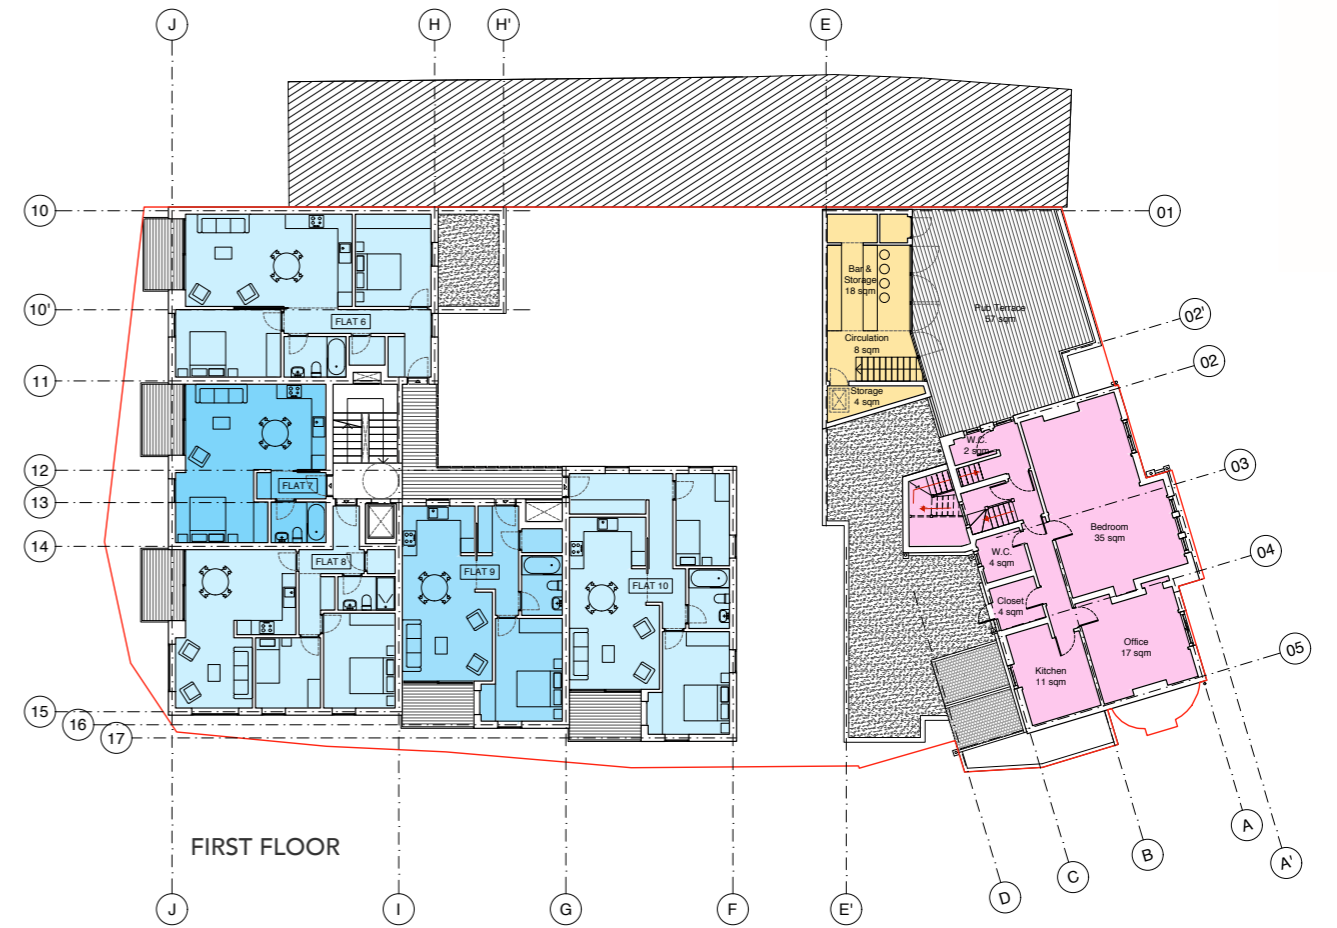 J
H
H'
E
10
01
Bar &
Storage
18 sqm
Pub Terrace
57 sqm
10'
02'
FLAT 6
Circulation
8 sqm
02
11
Storage
4 sqm
W.C.
2 sqm
12
03
FLAT 7
13
Bedroom
35 sqm
14
04
W.C.
4 sqm
FLAT 8
FLAT 9
FLAT 10
Closet
4 sqm
Office
17 sqm
05
Kitchen
11 sqm
15
16
17
A
FIRST FLOOR
B
A'
C
D
J
I
G
F
E'